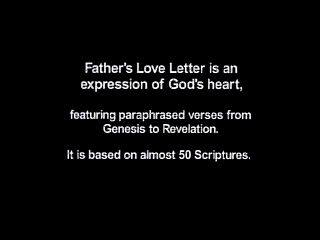 Father's Love Letter is an
expression of God's heart,
featuring paraphrased verses from
Genesis to Revelation.
It is based on almost 50 Scriptures.